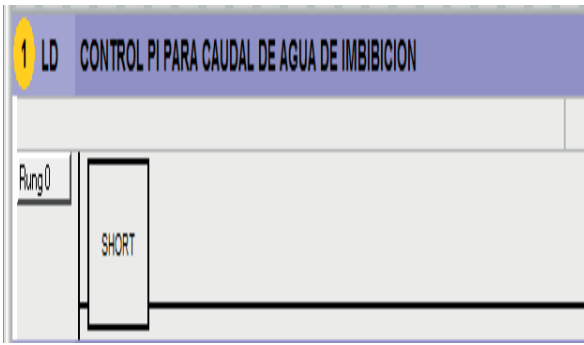 1 LD CONTROL PI PARA CAUDAL DE AGUA DE IMBIBICION
Rung 0
SHORT